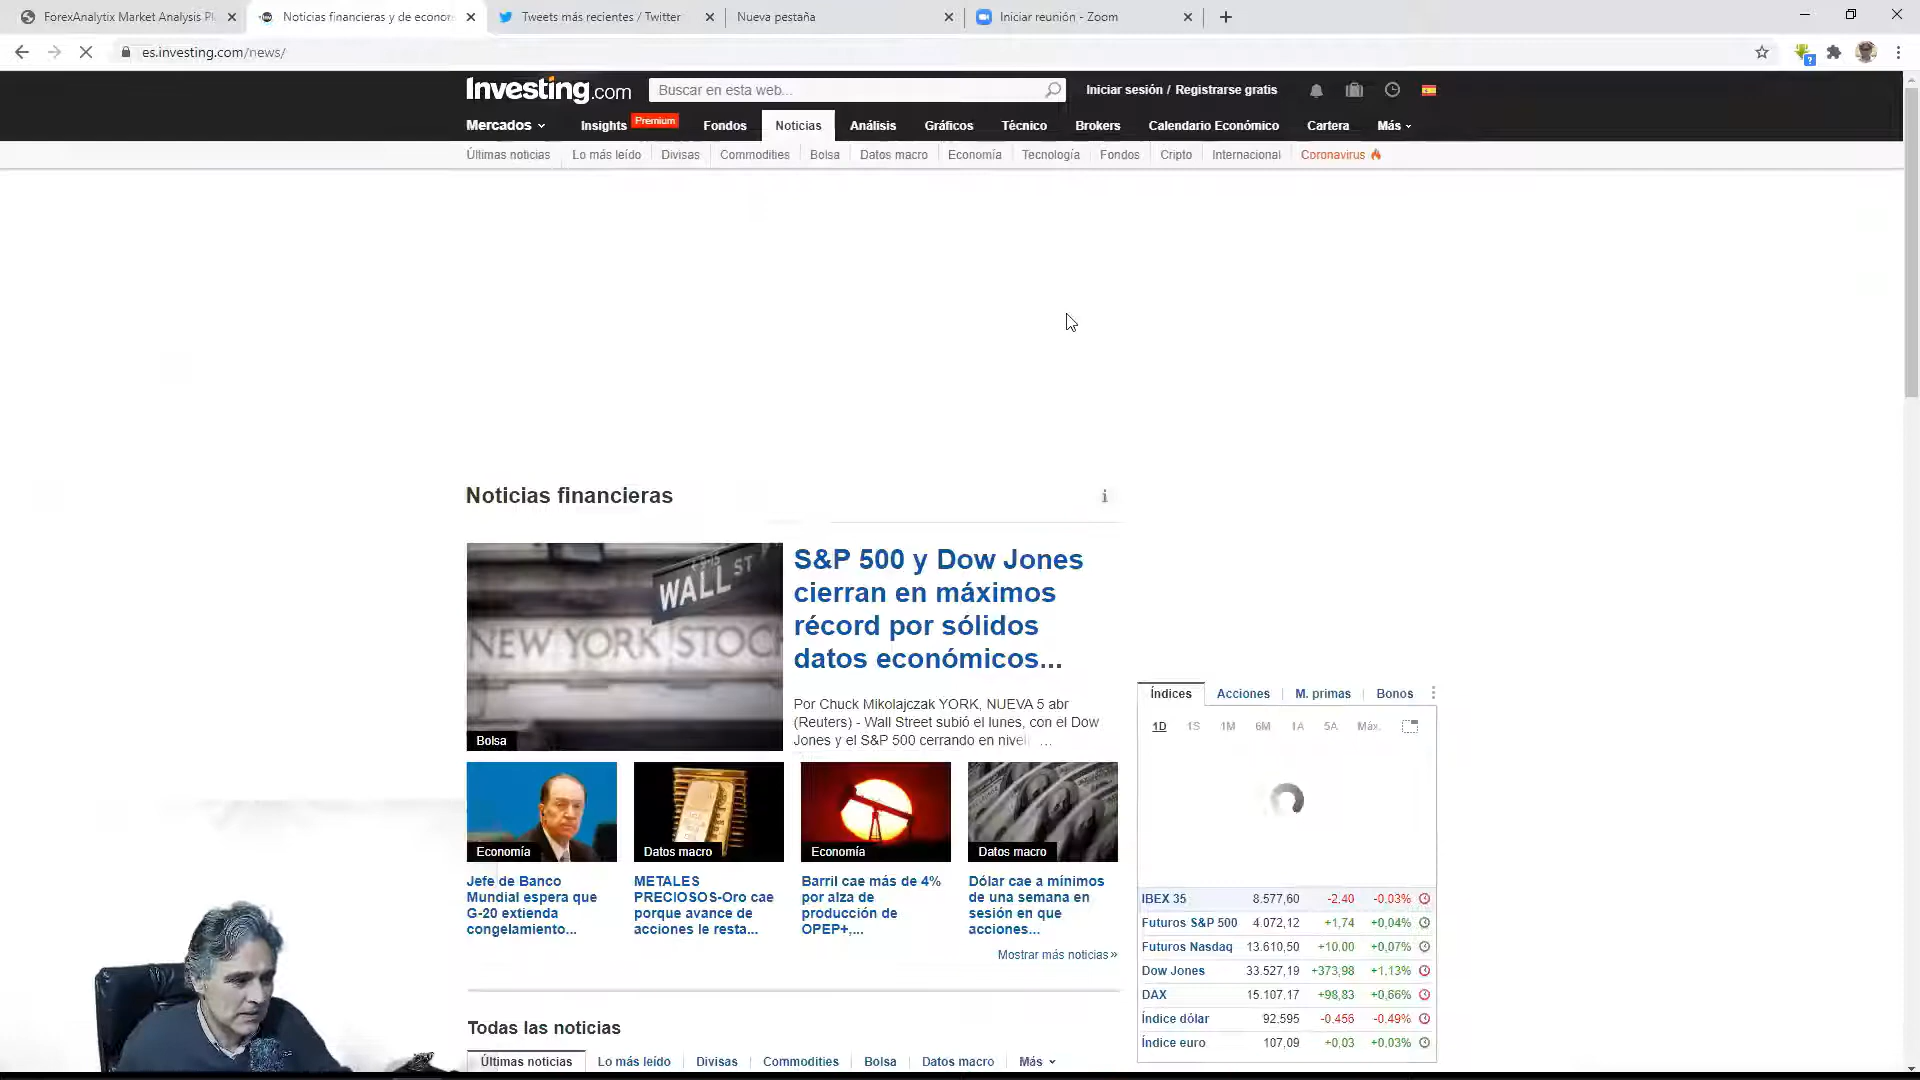 ForexAnalytix Market Analysis Pl
Noticias financieras y de econom
Tweets más recientes / Twitter
Nueva pestaña
Iniciar reunión - Zoom
es.investing.com/news/
Investing.com
Buscar en esta web...
Iniciar sesión / Registrarse gratis
Mercados
Insights
Premium
Fondos
Noticias
Análisis
Gráficos
Técnico
Brokers
Calendario Económico
Cartera
Más
Últimas noticias
Lo más leído
Divisas
Commodities
Bolsa
Datos macro
Economía
Tecnología
Fondos
Cripto
Internacional
Coronavirus
Noticias financieras
WALL ST
NEW YORK STOC
Bolsa
S&P 500 y Dow Jones
cierran en máximos
récord por sólidos
datos económicos...
Por Chuck Mikolajczak YORK, NUEVA 5 abr
(Reuters) - Wall Street subió el lunes, con el Dow
Jones y el S&P 500 cerrando en nivel ...
Economía
Jefe de Banco
Mundial espera que
G-20 extienda
congelamiento...
Datos macro
METALES
PRECIOSOS-Oro cae
porque avance de
acciones le resta...
Economía
Barril cae más de 4%
por alza de
producción de
OPEP+,...
Datos macro
Dólar cae a mínimos
de una semana en
sesión en que
acciones...
Mostrar más noticias »
Índices
Acciones
M. primas
Bonos
1D 1S 1M 6M 1A 5A Máx.
IBEX 35 8.577,60 -2,40 -0,03%
Futuros S&P 500 4.072,12 +1,74 +0,04%
Futuros Nasdaq 13.610,50 +10,00 +0,07%
Dow Jones 33.527,19 +373,98 +1,13%
DAX 15.107,17 +98,83 +0,66%
Índice dólar 92,595 -0,456 -0,49%
Índice euro 107,09 +0,03 +0,03%
Todas las noticias
Últimas noticias
Lo más leído
Divisas
Commodities
Bolsa
Datos macro
Más